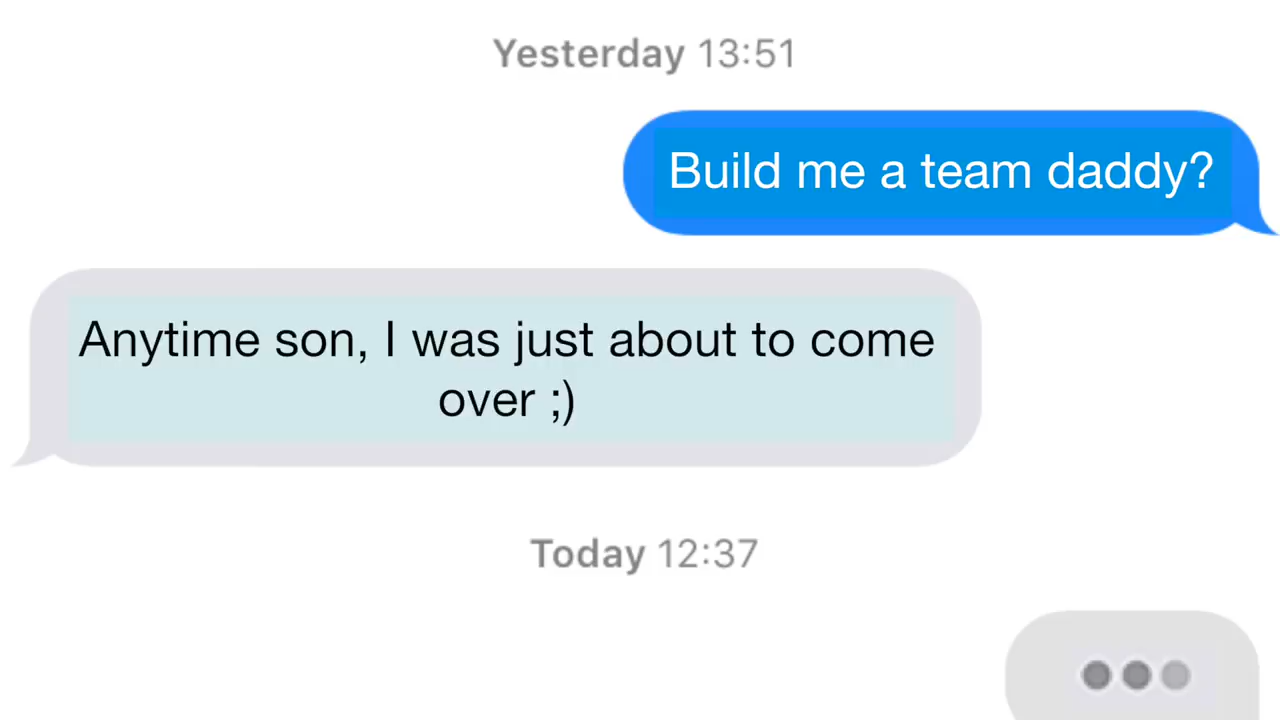 Yesterday 13:51
Build me a team daddy?
Anytime son, I was just about to come
over ;)
Today 12:37